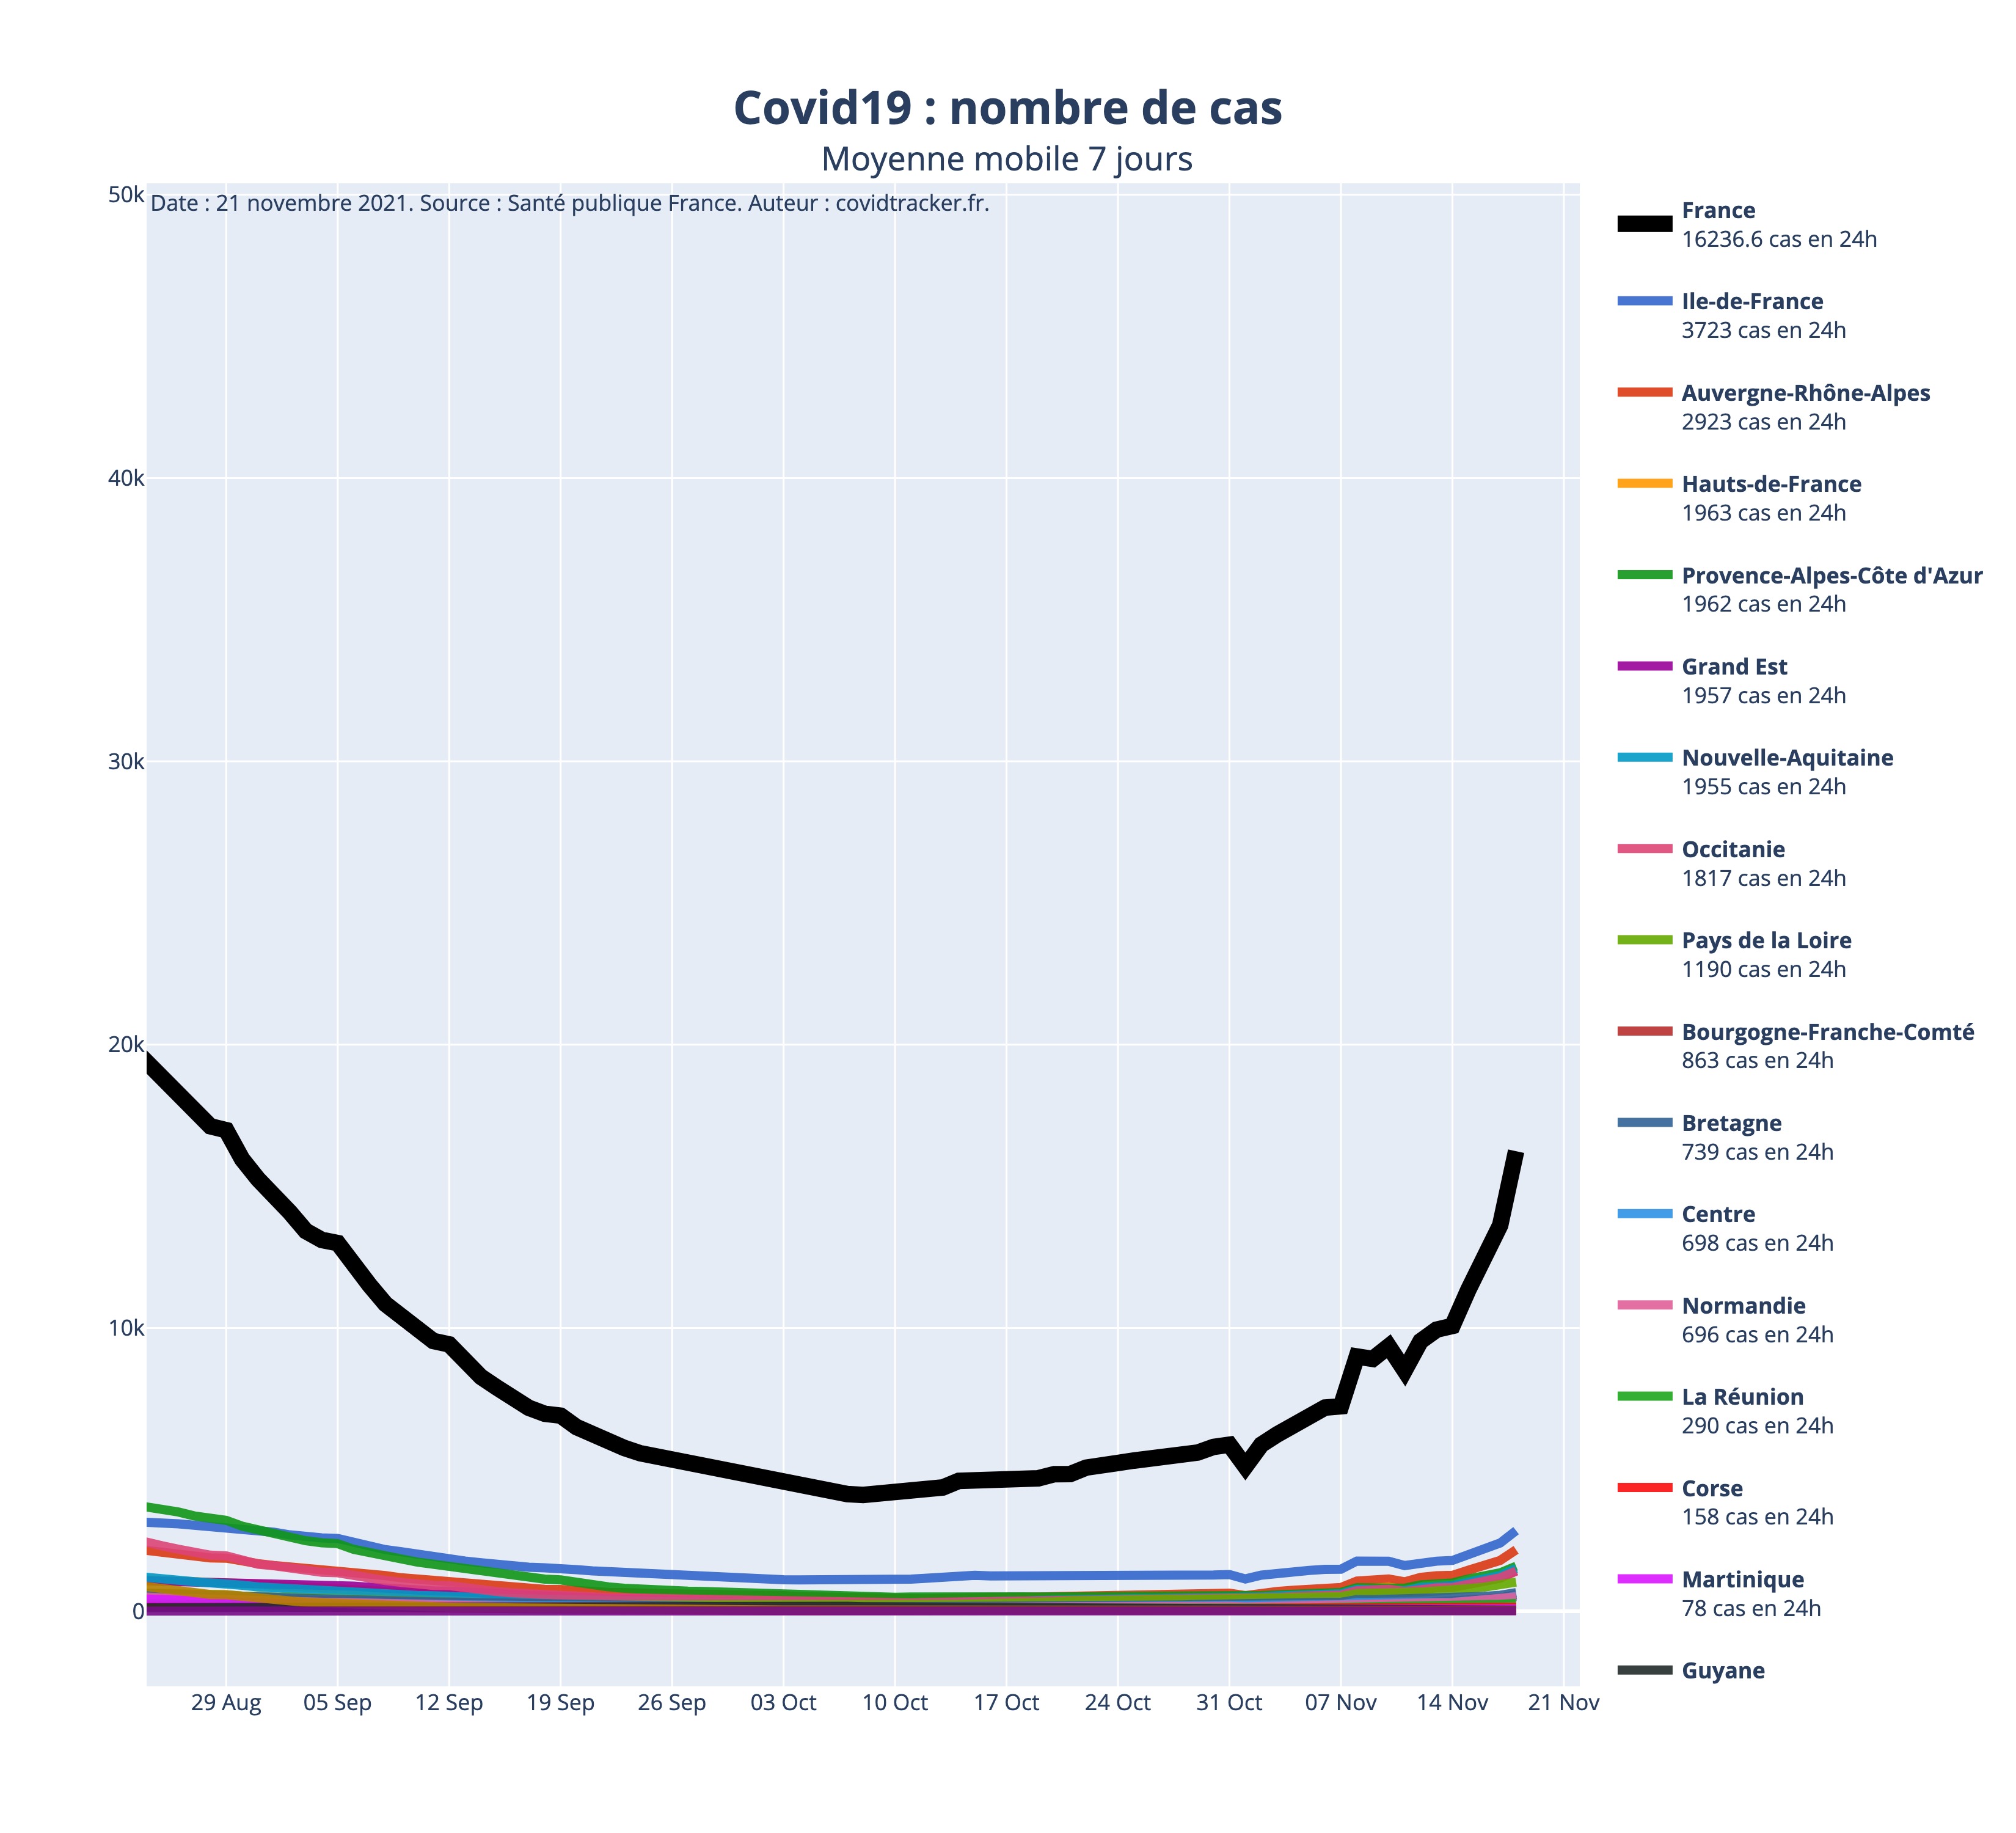 Covid19 : nombre de cas
Moyenne mobile 7 jours
Date : 21 novembre 2021. Source : Santé publique France. Auteur : covidtracker.fr.
50k
40k
30k
20k
10k
0
29 Aug
05 Sep
12 Sep
19 Sep
26 Sep
03 Oct
10 Oct
17 Oct
24 Oct
31 Oct
07 Nov
14 Nov
21 Nov
France
16236.6 cas en 24h
Ile-de-France
3723 cas en 24h
Auvergne-Rhône-Alpes
2923 cas en 24h
Hauts-de-France
1963 cas en 24h
Provence-Alpes-Côte d'Azur
1962 cas en 24h
Grand Est
1957 cas en 24h
Nouvelle-Aquitaine
1955 cas en 24h
Occitanie
1817 cas en 24h
Pays de la Loire
1190 cas en 24h
Bourgogne-Franche-Comté
863 cas en 24h
Bretagne
739 cas en 24h
Centre
698 cas en 24h
Normandie
696 cas en 24h
La Réunion
290 cas en 24h
Corse
158 cas en 24h
Martinique
78 cas en 24h
Guyane